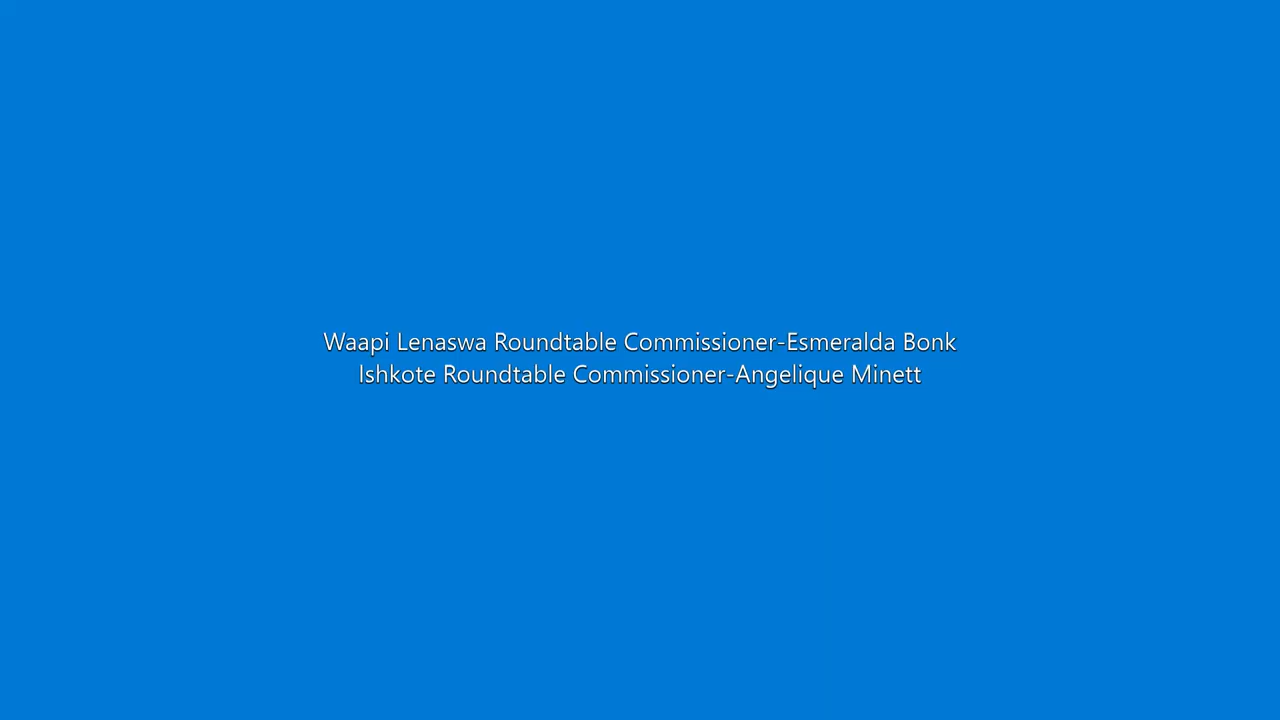 Waapi Lenaswa Roundtable Commissioner-Esmeralda Bonk
Ishkote Roundtable Commissioner-Angelique Minett